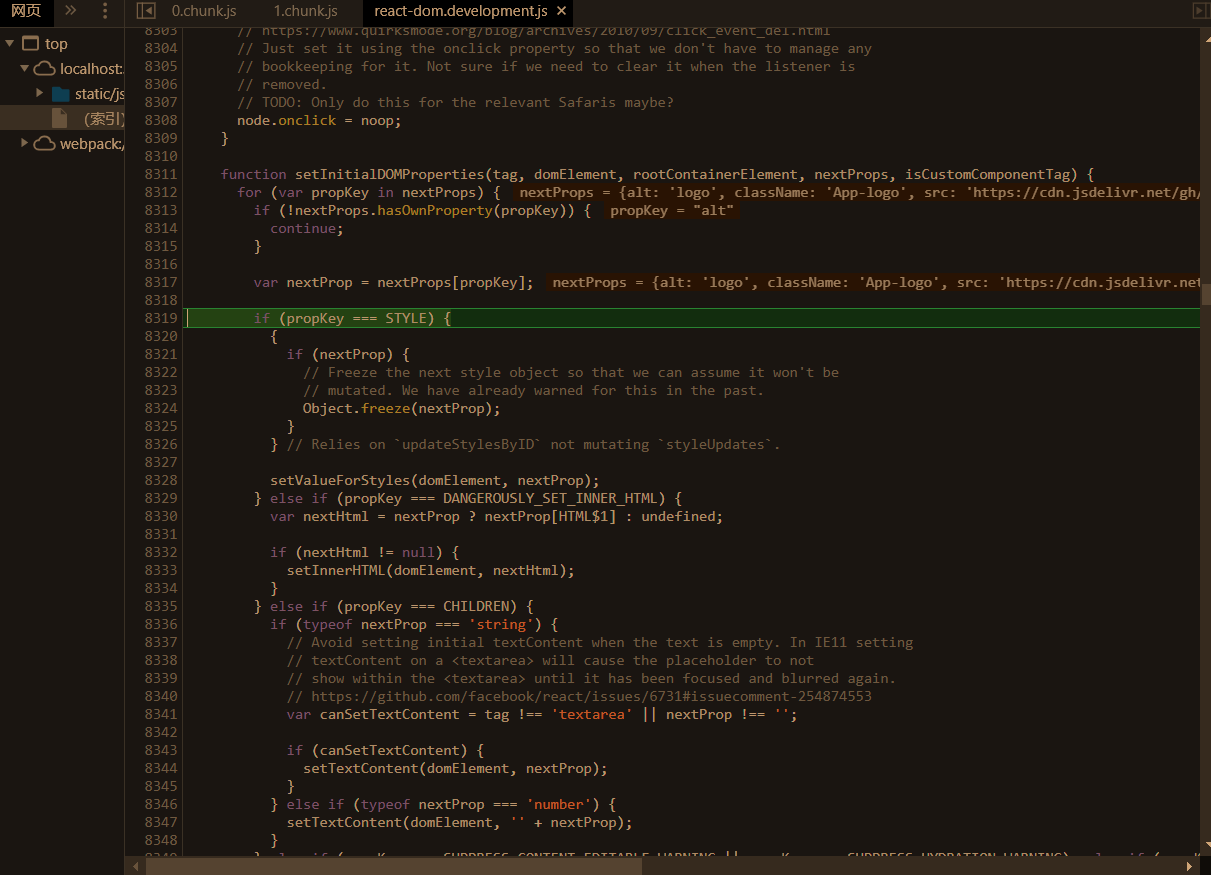 网页
0.chunk.js
1.chunk.js
react-dom.development.js ×
top
localhost:
static/js
(索引)
webpack:/
8303 // https://www.quirksmode.org/blog/archives/2010/09/click_event_del.html
8304 // Just set it using the onclick property so that we don't have to manage any
8305 // bookkeeping for it. Not sure if we need to clear it when the listener is
8306 // removed.
8307 // TODO: Only do this for the relevant Safaris maybe?
8308 node.onclick = noop;
8309 }
8310
8311 function setInitialDOMProperties(tag, domElement, rootContainerElement, nextProps, isCustomComponentTag) {
8312 for (var propKey in nextProps) { nextProps = {alt: 'logo', className: 'App-logo', src: 'https://cdn.jsdelivr.net/gh/
8313 if (!nextProps.hasOwnProperty(propKey)) { propKey = "alt"
8314 continue;
8315 }
8316
8317 var nextProp = nextProps[propKey]; nextProps = {alt: 'logo', className: 'App-logo', src: 'https://cdn.jsdelivr.net
8318
8319 if (propKey === STYLE) {
8320 {
8321 if (nextProp) {
8322 // Freeze the next style object so that we can assume it won't be
8323 // mutated. We have already warned for this in the past.
8324 Object.freeze(nextProp);
8325 }
8326 } // Relies on `updateStylesByID` not mutating `styleUpdates`.
8327
8328 setValueForStyles(domElement, nextProp);
8329 } else if (propKey === DANGEROUSLY_SET_INNER_HTML) {
8330 var nextHtml = nextProp ? nextProp[HTML$1] : undefined;
8331
8332 if (nextHtml != null) {
8333 setInnerHTML(domElement, nextHtml);
8334 }
8335 } else if (propKey === CHILDREN) {
8336 if (typeof nextProp === 'string') {
8337 // Avoid setting initial textContent when the text is empty. In IE11 setting
8338 // textContent on a <textarea> will cause the placeholder to not
8339 // show within the <textarea> until it has been focused and blurred again.
8340 // https://github.com/facebook/react/issues/6731#issuecomment-254874553
8341 var canSetTextContent = tag !== 'textarea' || nextProp !== '';
8342
8343 if (canSetTextContent) {
8344 setTextContent(domElement, nextProp);
8345 }
8346 } else if (typeof nextProp === 'number') {
8347 setTextContent(domElement, '' + nextProp);
8348 }